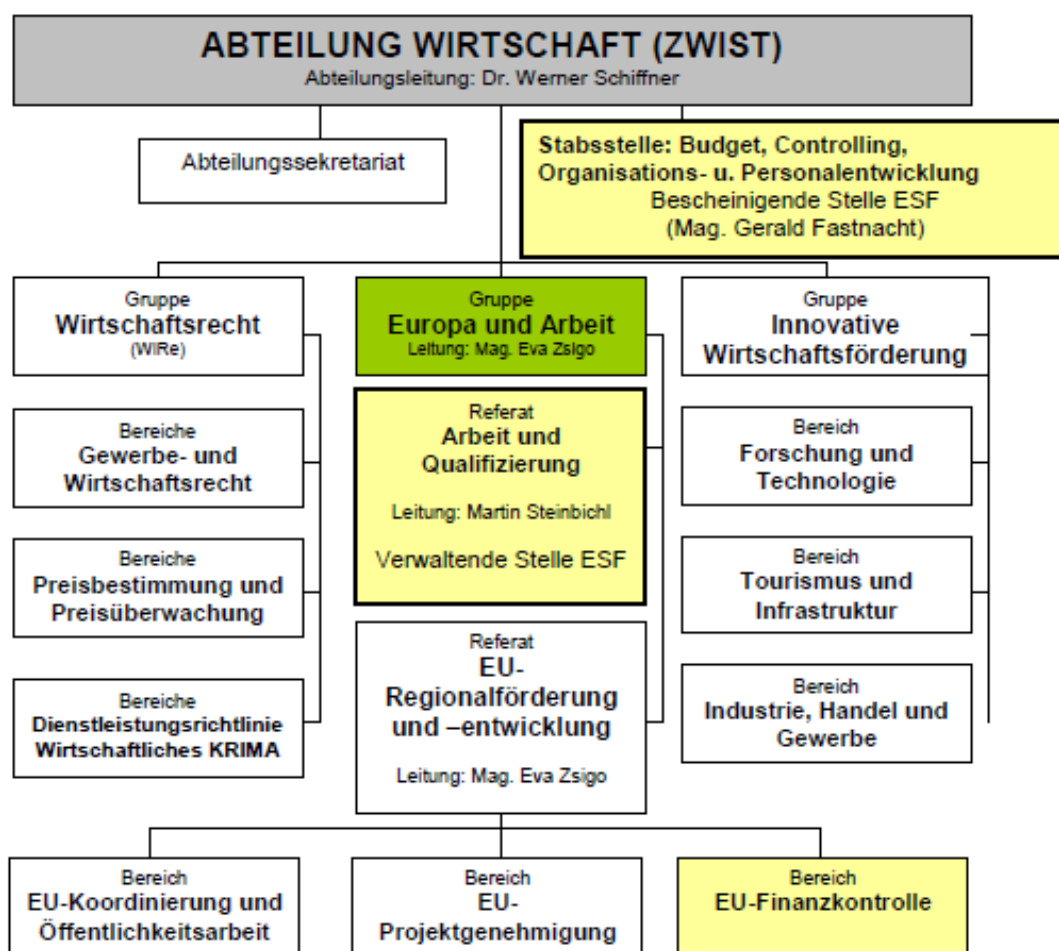 ABTEILUNG WIRTSCHAFT (ZWIST)
Abteilungsleitung: Dr. Werner Schiffner
Abteilungssekretariat
Stabsstelle: Budget, Controlling,
Organisations- u. Personalentwicklung
Bescheinigende Stelle ESF
(Mag. Gerald Fastnacht)
Gruppe
Wirtschaftsrecht
(WIRe)
Bereiche
Gewerbe- und
Wirtschaftsrecht
Bereiche
Preisbestimmung und
Preisüberwachung
Bereiche
Dienstleistungsrichtlinie
Wirtschaftliches KRIMA
Gruppe
Europa und Arbeit
Leitung: Mag. Eva Zsigo
Referat
Arbeit und
Qualifizierung
Leitung: Martin Steinbichl
Verwaltende Stelle ESF
Referat
EU-
Regionalförderung
und –entwicklung
Leitung: Mag. Eva Zsigo
Gruppe
Innovative
Wirtschaftsförderung
Bereich
Forschung und
Technologie
Bereich
Tourismus und
Infrastruktur
Bereich
Industrie, Handel und
Gewerbe
Bereich
EU-Koordinierung und
Öffentlichkeitsarbeit
Bereich
EU-
Projektgenehmigung
Bereich
EU-Finanzkontrolle